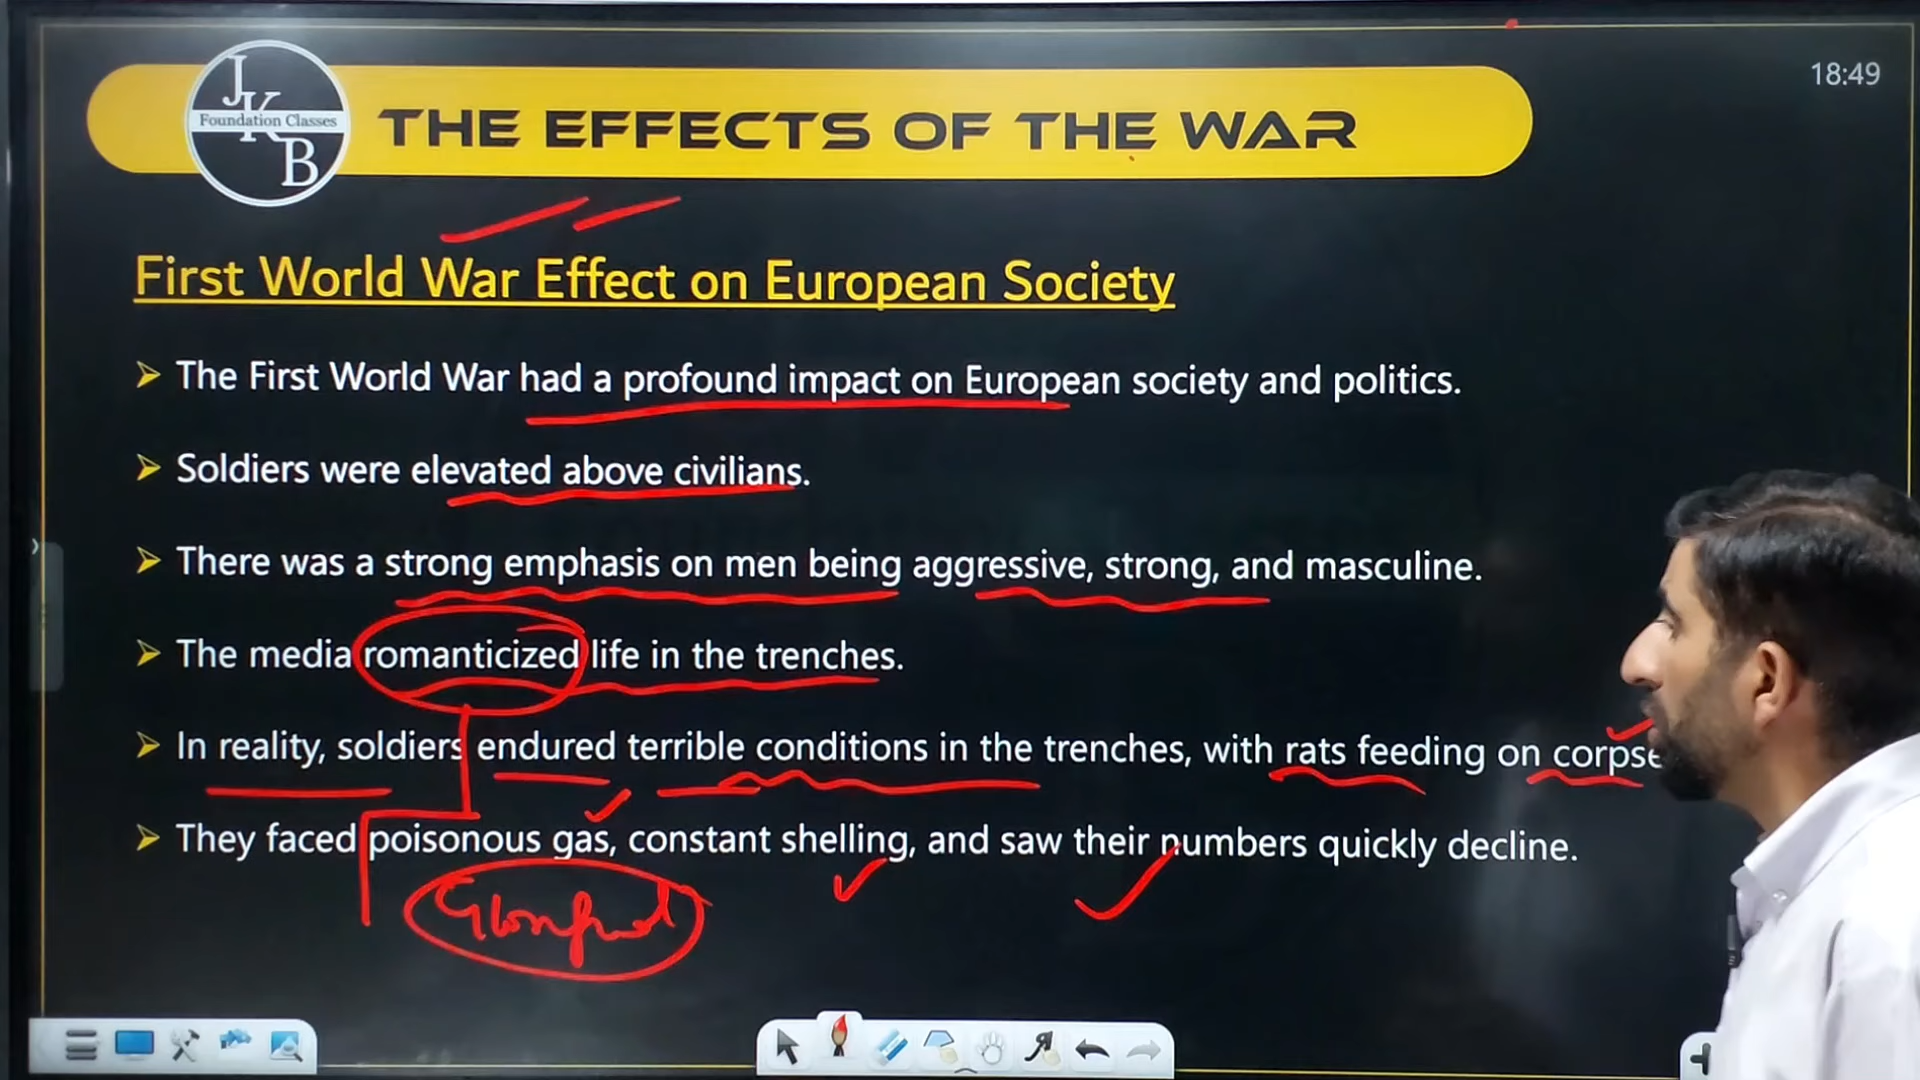 18:49
J
K
Foundation Classes
B
THE EFFECTS OF THE WAR
First World War Effect on European Society
➤ The First World War had a profound impact on European society and politics.
➤ Soldiers were elevated above civilians.
➤ There was a strong emphasis on men being aggressive, strong, and masculine.
➤ The media romanticized life in the trenches.
➤ In reality, soldiers endured terrible conditions in the trenches, with rats feeding on corpse
➤ They faced poisonous gas, constant shelling, and saw their numbers quickly decline.